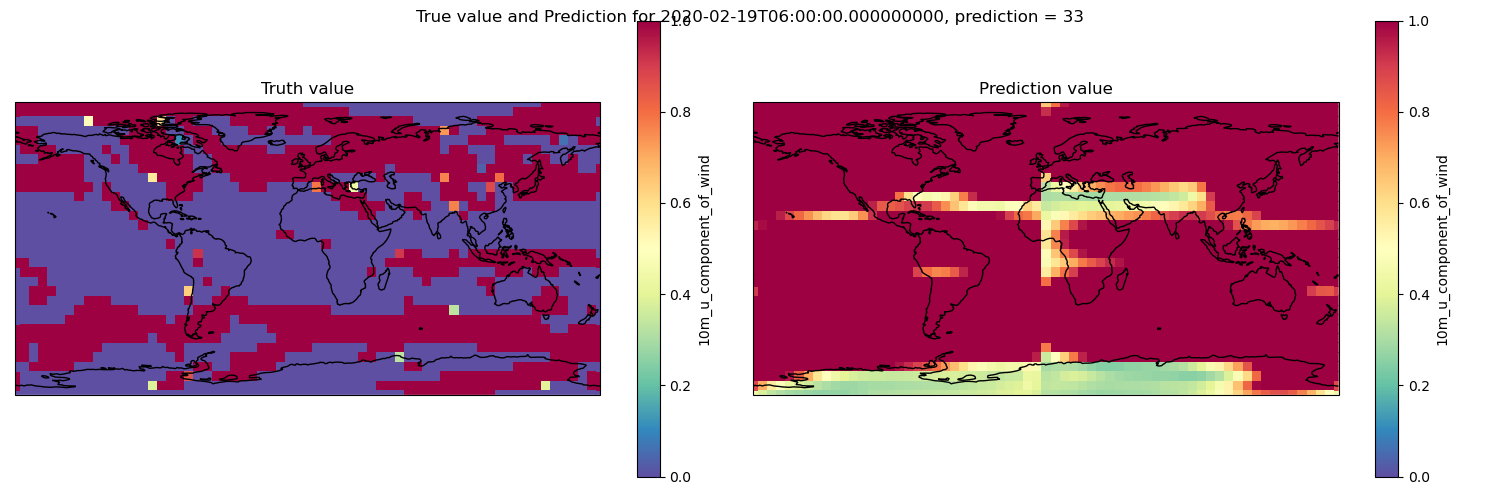 True value and Prediction for 2020-02-19T06:00:00.000000000, prediction = 33
Truth value
1.0
0.8
0.6
0.4
0.2
0.0
10m_u_component_of_wind
Prediction value
1.0
0.8
0.6
0.4
0.2
0.0
10m_u_component_of_wind